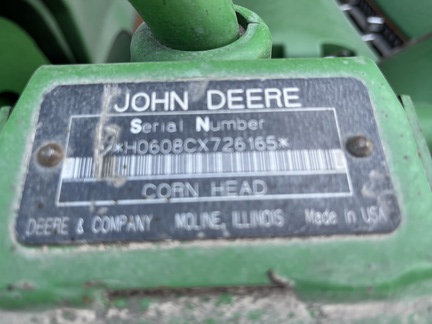 JOHN DEERE
Serial Number
*H0608CX726165*
CORN HEAD
DEERE & COMPANY MOLINE, ILLINOIS Made in USA